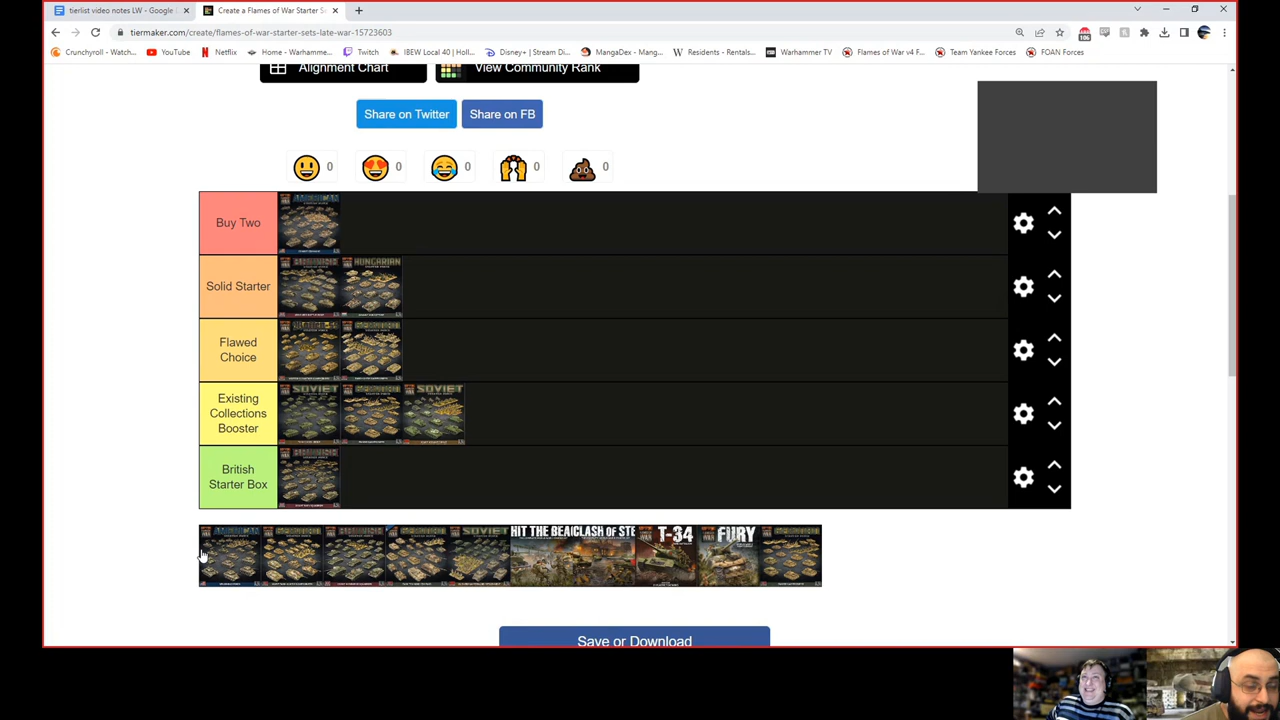 tierlist video notes LW - Google
Create a Flames of War Starter S
tiermaker.com/create/flames-of-war-starter-sets-late-war-15723603
106
Crunchyroll - Watch...
YouTube
Netflix
Home - Warhamme...
Twitch
IBEW Local 40 | Holl...
Disney+ | Stream Di...
MangaDex - Mang...
Residents - Rentals...
Warhammer TV
Flames of War v4 F...
Team Yankee Forces
FOAN Forces
Alignment Chart
View Community Rank
Share on Twitter
Share on FB
0
0
0
0
0
Buy Two
AMERICAN
Solid Starter
HUNGARIAN
Flawed
Choice
Existing
Collections
Booster
SOVIET
SOVIET
British
Starter Box
AMERICAN
SOVIET
HIT THE BEA
CLASH OF STE
T-34
FURY
Save or Download